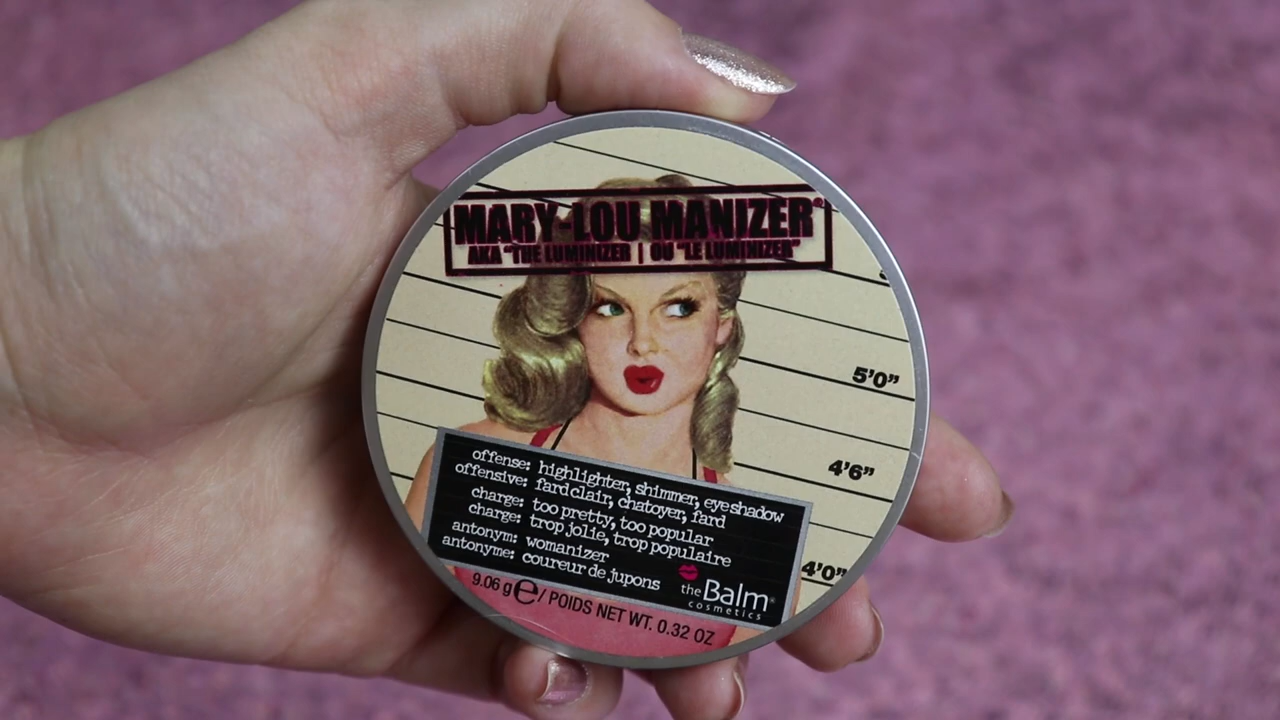 MARY-LOU MANIZER®
AKA "THE LUMINIZER | OU "LE LUMINIZER"
5'0"
4'6"
4'0"
offense: highlighter, shimmer, eyeshadow
offensive: fard clair, chatoyer, fard
charge: too pretty, too popular
charge: trop jolie, trop populaire
antonym: womanizer
antonyme: coureur de jupons
theBalm®
cosmetics
9.06 g e / POIDS NET WT. 0.32 OZ